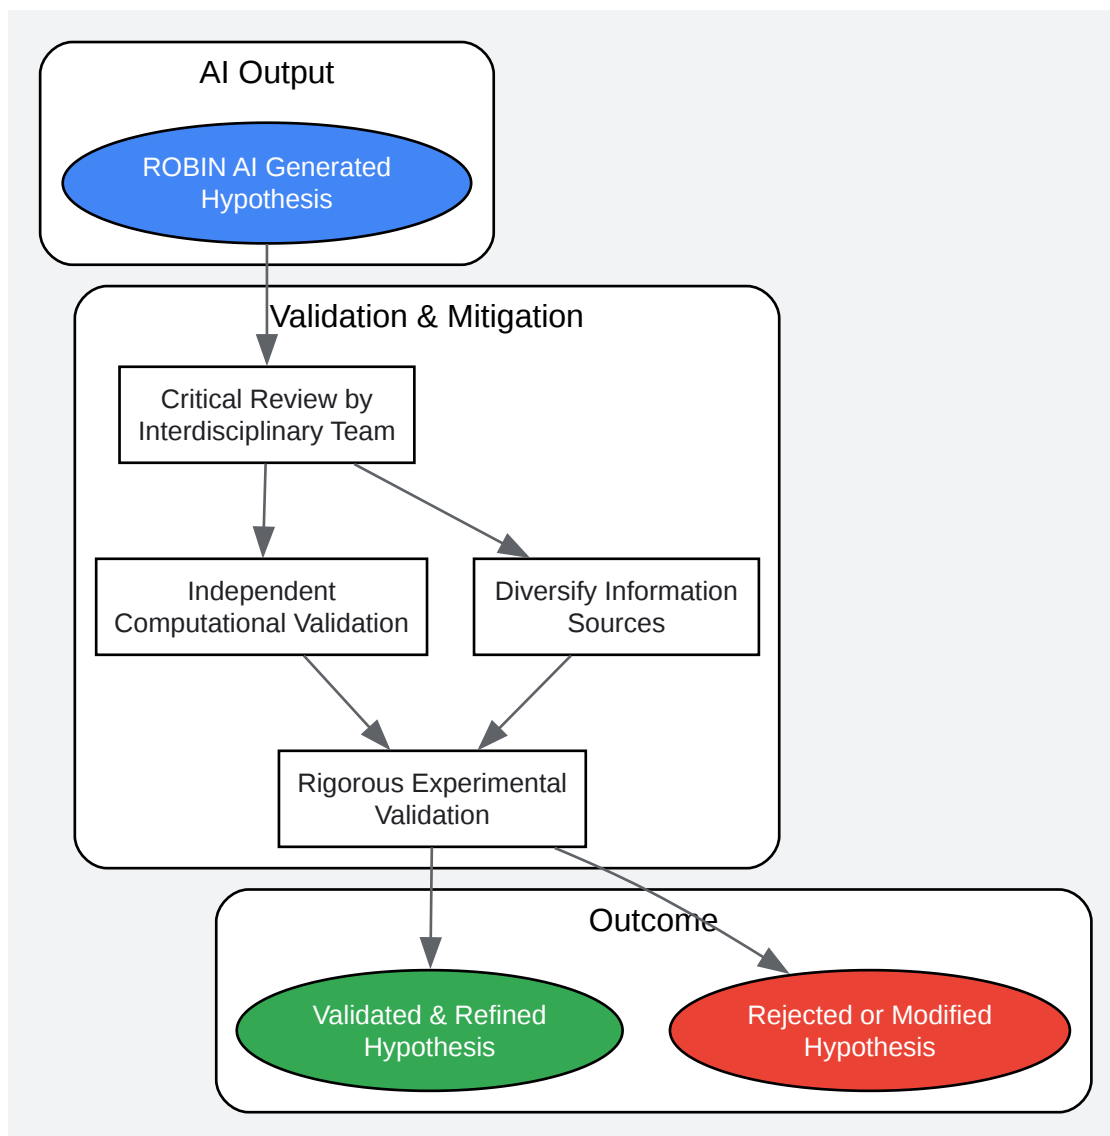 AI Output
ROBIN AI Generated
Hypothesis
Validation & Mitigation
Critical Review by
Interdisciplinary Team
Independent
Computational Validation
Diversify Information
Sources
Rigorous Experimental
Validation
Outcome
Validated & Refined
Hypothesis
Rejected or Modified
Hypothesis